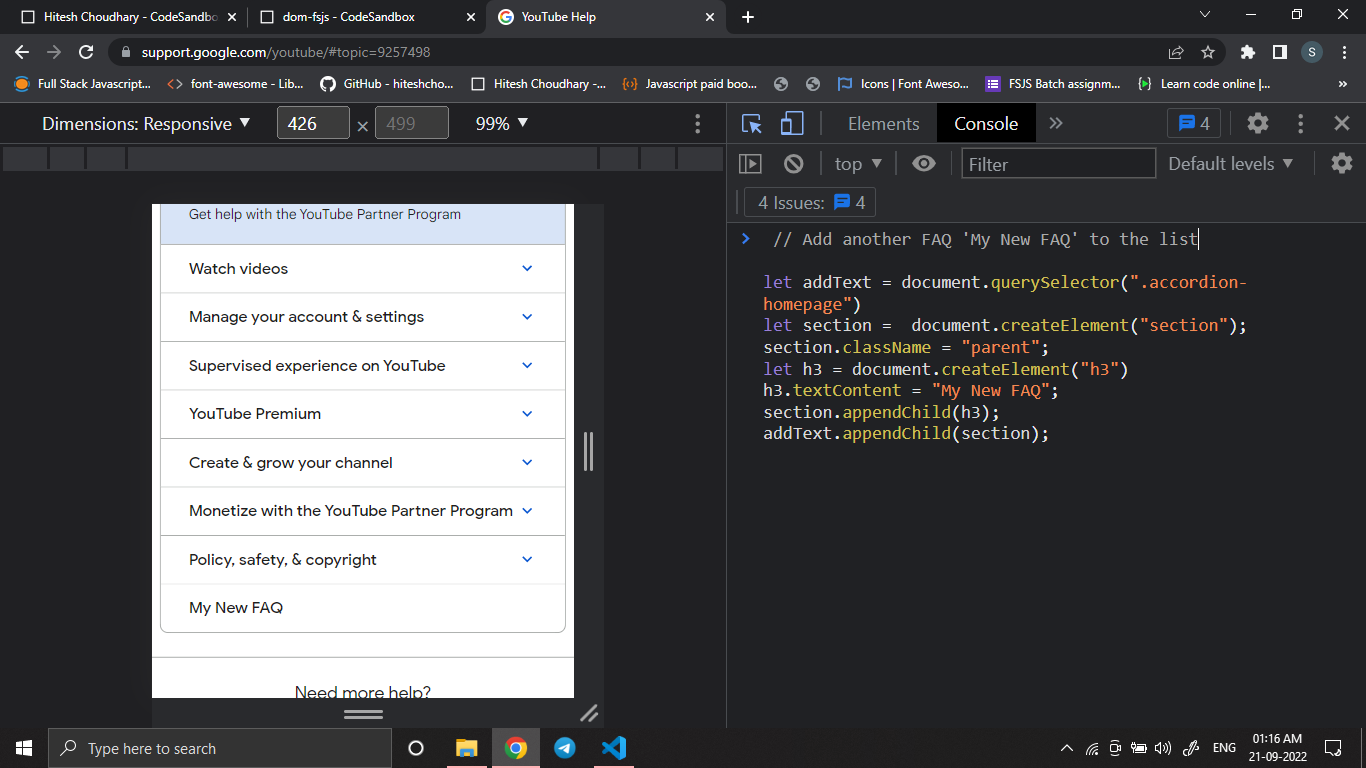 Hitesh Choudhary - CodeSandbo
dom-fsjs - CodeSandbox
YouTube Help
support.google.com/youtube/#topic=9257498
S
Full Stack Javascript...
font-awesome - Lib...
GitHub - hiteshcho...
Hitesh Choudhary -...
Javascript paid boo...
Icons | Font Aweso...
FSJS Batch assignm...
Learn code online |...
»
Dimensions: Responsive
426 × 499
99%
Elements
Console
4
top
Filter
Default levels
4 Issues: 4
Get help with the YouTube Partner Program
Watch videos
Manage your account & settings
Supervised experience on YouTube
YouTube Premium
Create & grow your channel
Monetize with the YouTube Partner Program
Policy, safety, & copyright
My New FAQ
Need more help?
// Add another FAQ 'My New FAQ' to the list
let addText = document.querySelector(".accordion-
homepage")
let section =  document.createElement("section");
section.className = "parent";
let h3 = document.createElement("h3")
h3.textContent = "My New FAQ";
section.appendChild(h3);
addText.appendChild(section);
Type here to search
ENG
01:16 AM
21-09-2022